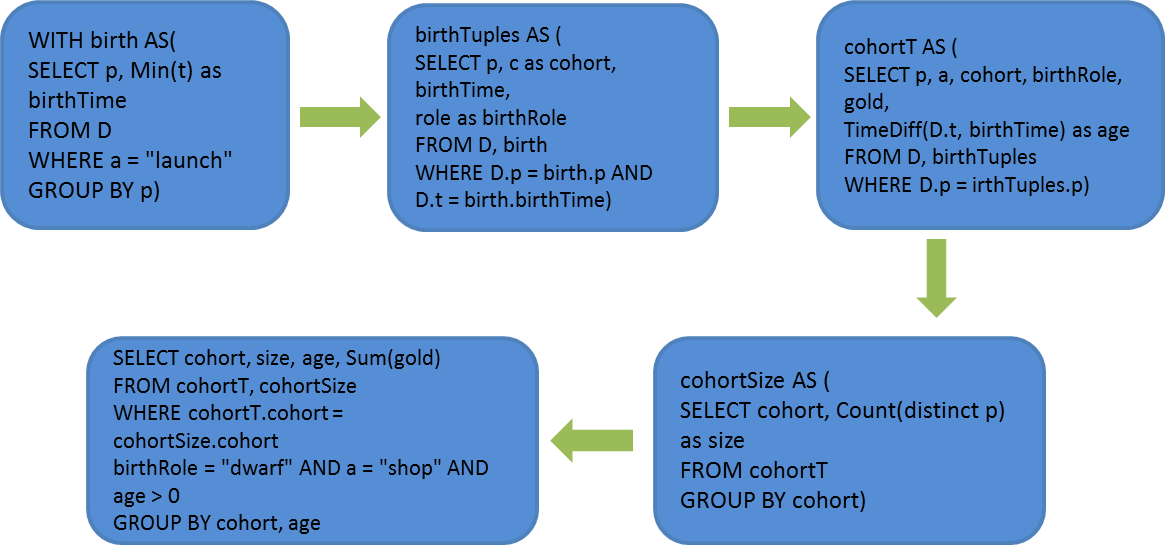 WITH birth AS(
SELECT p, Min(t) as
birthTime
FROM D
WHERE a = "launch"
GROUP BY p)
birthTuples AS (
SELECT p, c as cohort,
birthTime,
role as birthRole
FROM D, birth
WHERE D.p = birth.p AND
D.t = birth.birthTime)
cohortT AS (
SELECT p, a, cohort, birthRole,
gold,
TimeDiff(D.t, birthTime) as age
FROM D, birthTuples
WHERE D.p = irthTuples.p)
cohortSize AS (
SELECT cohort, Count(distinct p)
as size
FROM cohortT
GROUP BY cohort)
SELECT cohort, size, age, Sum(gold)
FROM cohortT, cohortSize
WHERE cohortT.cohort =
cohortSize.cohort
birthRole = "dwarf" AND a = "shop" AND
age > 0
GROUP BY cohort, age